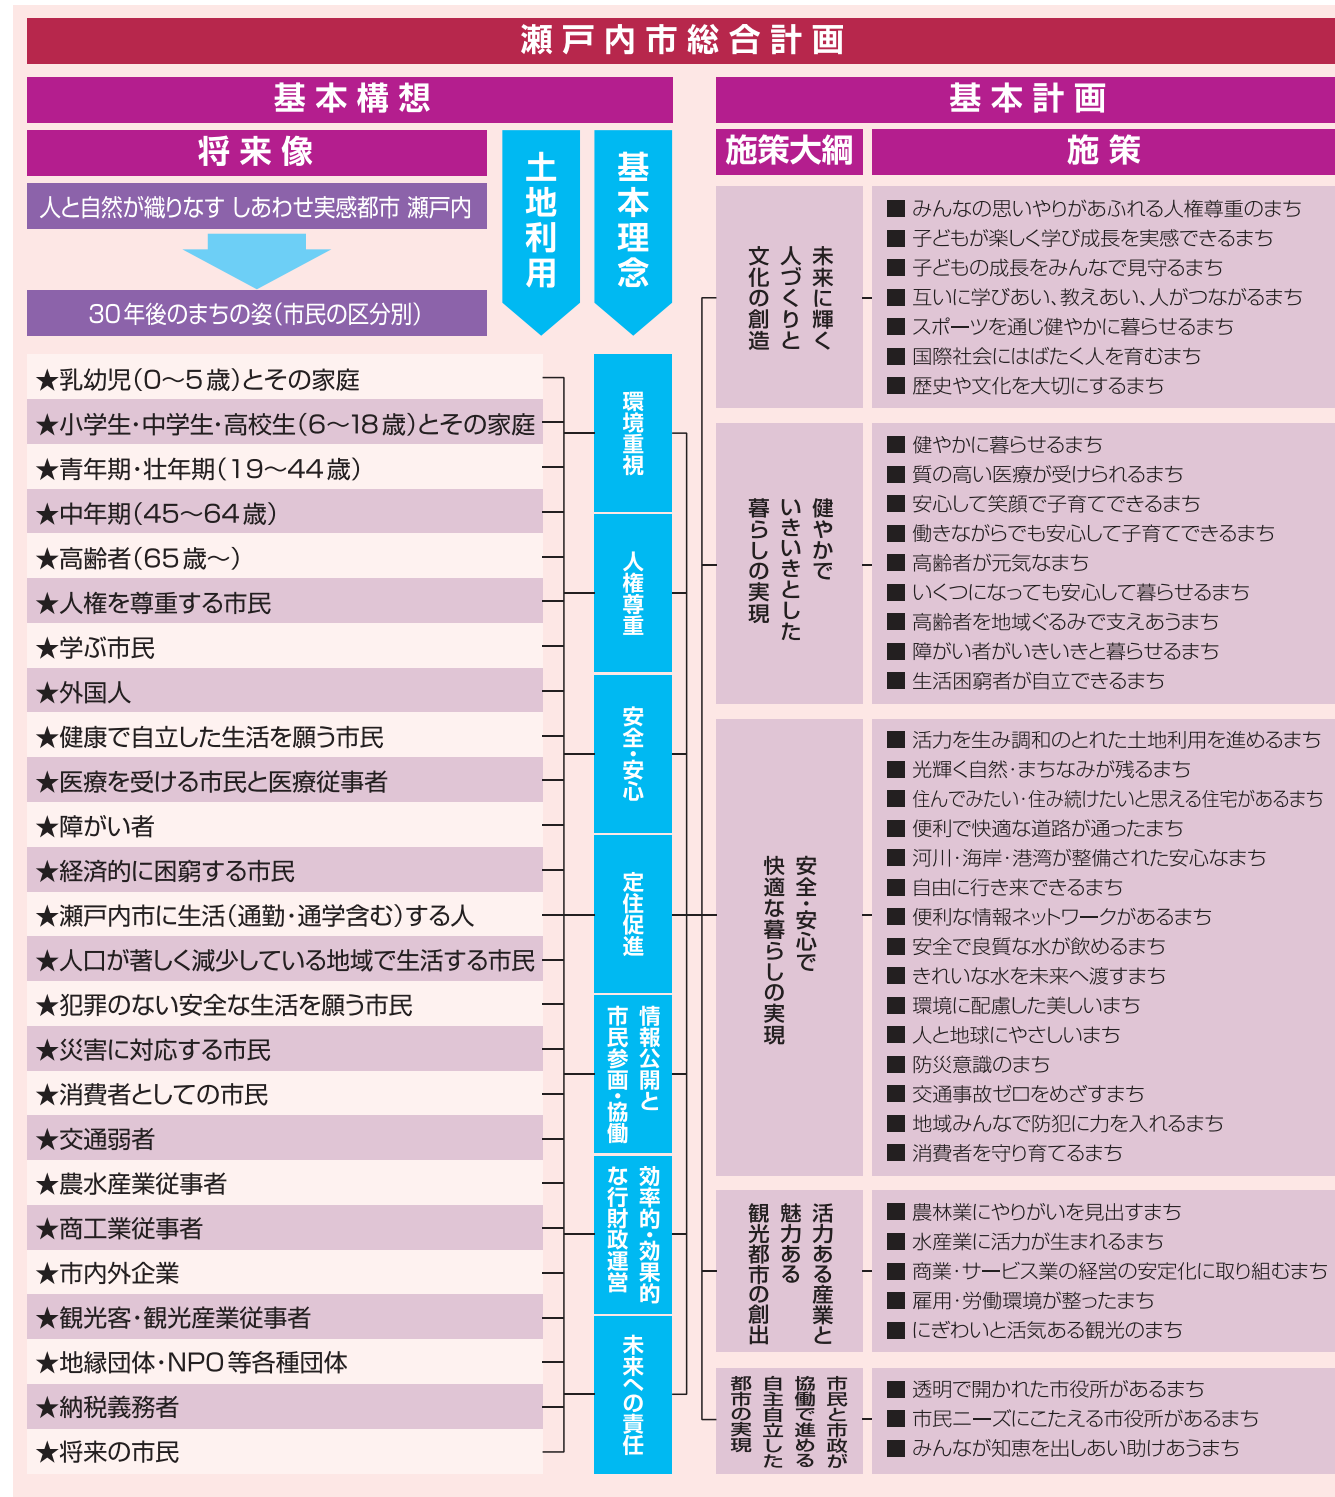 瀬戸内市総合計画
基本構想
将来像
人と自然が織りなす しあわせ実感都市 瀬戸内
30年後のまちの姿(市民の区分別)
★乳幼児(0〜5歳)とその家庭
★小学生・中学生・高校生(6〜18歳)とその家庭
★青年期・壮年期(19〜44歳)
★中年期(45〜64歳)
★高齢者(65歳〜)
★人権を尊重する市民
★学ぶ市民
★外国人
★健康で自立した生活を願う市民
★医療を受ける市民と医療従事者
★障がい者
★経済的に困窮する市民
★瀬戸内市に生活(通勤・通学含む)する人
★人口が著しく減少している地域で生活する市民
★犯罪のない安全な生活を願う市民
★災害に対応する市民
★消費者としての市民
★交通弱者
★農水産業従事者
★商工業従事者
★市内外企業
★観光客・観光産業従事者
★地縁団体・NPO等各種団体
★納税義務者
★将来の市民
土地利用
基本理念
環境重視
人権尊重
安全・安心
定住促進
情報公開と
市民参画・協働
効率的・効果的
な行財政運営
未来への責任
基本計画
施策大綱
施策
未来に輝く
人づくりと
文化の創造
■ みんなの思いやりがあふれる人権尊重のまち
■ 子どもが楽しく学び成長を実感できるまち
■ 子どもの成長をみんなで見守るまち
■ 互いに学びあい、教えあい、人がつながるまち
■ スポーツを通じ健やかに暮らせるまち
■ 国際社会にはばたく人を育むまち
■ 歴史や文化を大切にするまち
健やかで
いきいきとした
暮らしの実現
■ 健やかに暮らせるまち
■ 質の高い医療が受けられるまち
■ 安心して笑顔で子育てできるまち
■ 働きながらでも安心して子育てできるまち
■ 高齢者が元気なまち
■ いくつになっても安心して暮らせるまち
■ 高齢者を地域ぐるみで支えあうまち
■ 障がい者がいきいきと暮らせるまち
■ 生活困窮者が自立できるまち
安全・安心で
快適な暮らしの実現
■ 活力を生み調和のとれた土地利用を進めるまち
■ 光輝く自然・まちなみが残るまち
■ 住んでみたい・住み続けたいと思える住宅があるまち
■ 便利で快適な道路が通ったまち
■ 河川・海岸・港湾が整備された安心なまち
■ 自由に行き来できるまち
■ 便利な情報ネットワークがあるまち
■ 安全で良質な水が飲めるまち
■ きれいな水を未来へ渡すまち
■ 環境に配慮した美しいまち
■ 人と地球にやさしいまち
■ 防災意識のまち
■ 交通事故ゼロをめざすまち
■ 地域みんなで防犯に力を入れるまち
■ 消費者を守り育てるまち
活力ある産業と
魅力ある
観光都市の創出
■ 農林業にやりがいを見出すまち
■ 水産業に活力が生まれるまち
■ 商業・サービス業の経営の安定化に取り組むまち
■ 雇用・労働環境が整ったまち
■ にぎわいと活気ある観光のまち
市民と市政が
協働で進める
自主自立した
都市の実現
■ 透明で開かれた市役所があるまち
■ 市民ニーズにこたえる市役所があるまち
■ みんなが知恵を出しあい助けあうまち